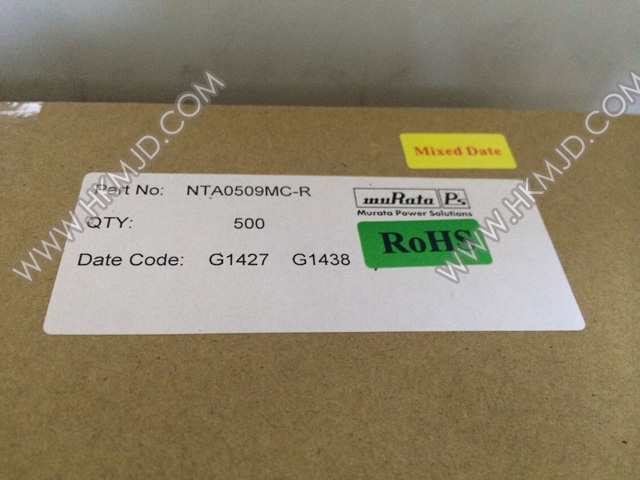 Mixed Date
Part No: NTA0509MC-R
muRata Ps
Murata Power Solutions
QTY: 500
RoHS
Date Code: G1427 G1438
WWW.HKMJD.COM
WWW.HKMJD.COM